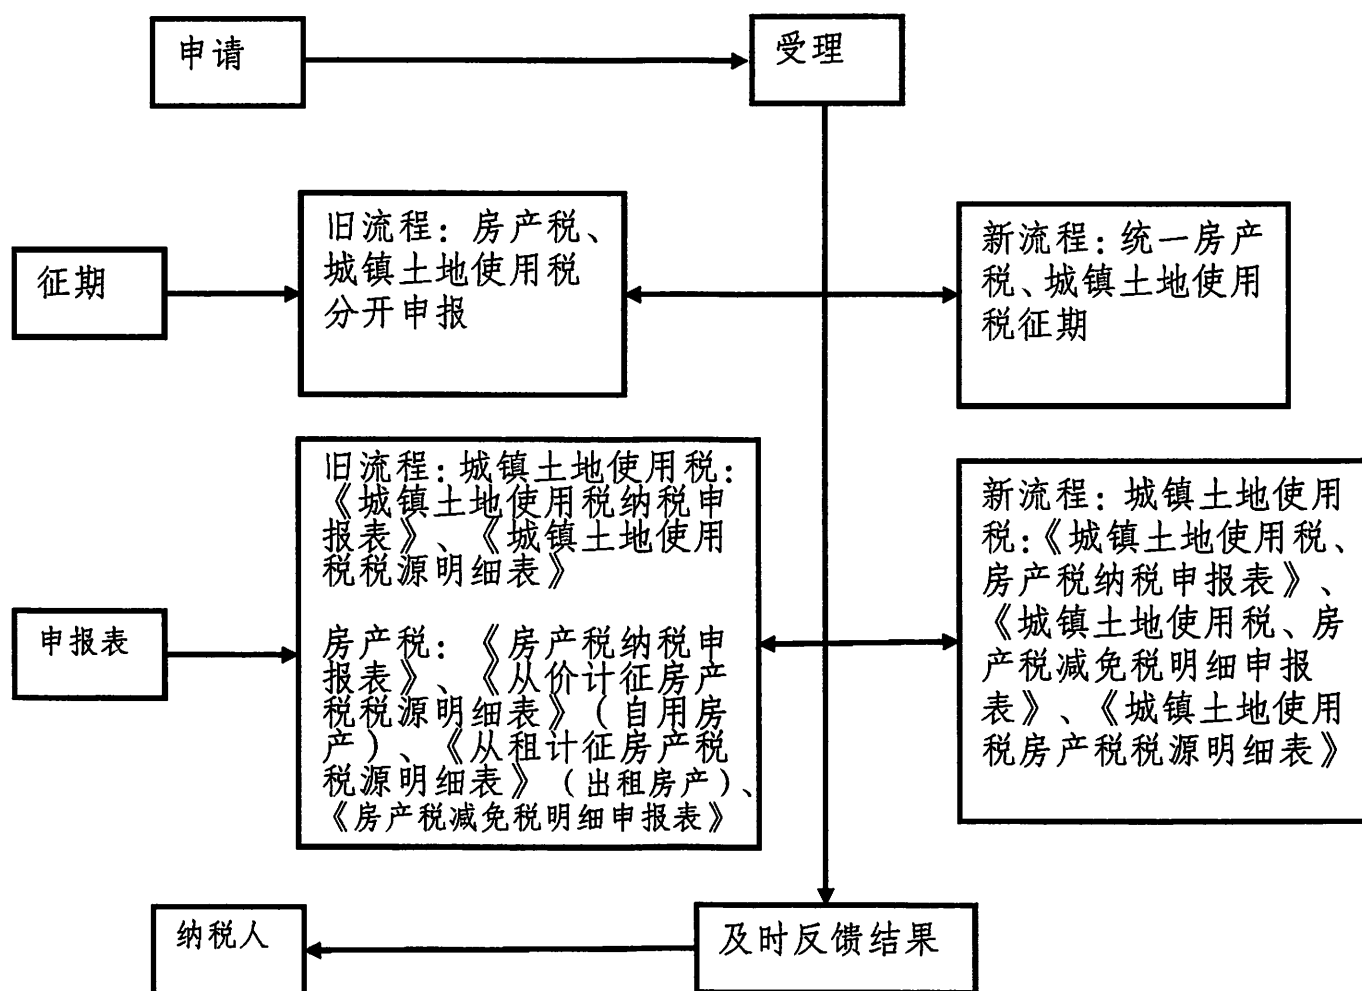 申请
受理
征期
旧流程：房产税、
城镇土地使用税
分开申报
新流程：统一房产
税、城镇土地使用
税征期
申报表
旧流程：城镇土地使用税：
《城镇土地使用税纳税申
报表》、《城镇土地使用
税税源明细表》
房产税：《房产税纳税申
报表》、《从价计征房产
税税源明细表》（自用房
产）、《从租计征房产税
税源明细表》（出租房产）、
《房产税减免税明细申报表》
新流程：城镇土地使用
税：《城镇土地使用税、
房产税纳税申报表》、
《城镇土地使用税、房
产税减免税明细申报
表》、《城镇土地使用
税房产税税源明细表》
纳税人
及时反馈结果